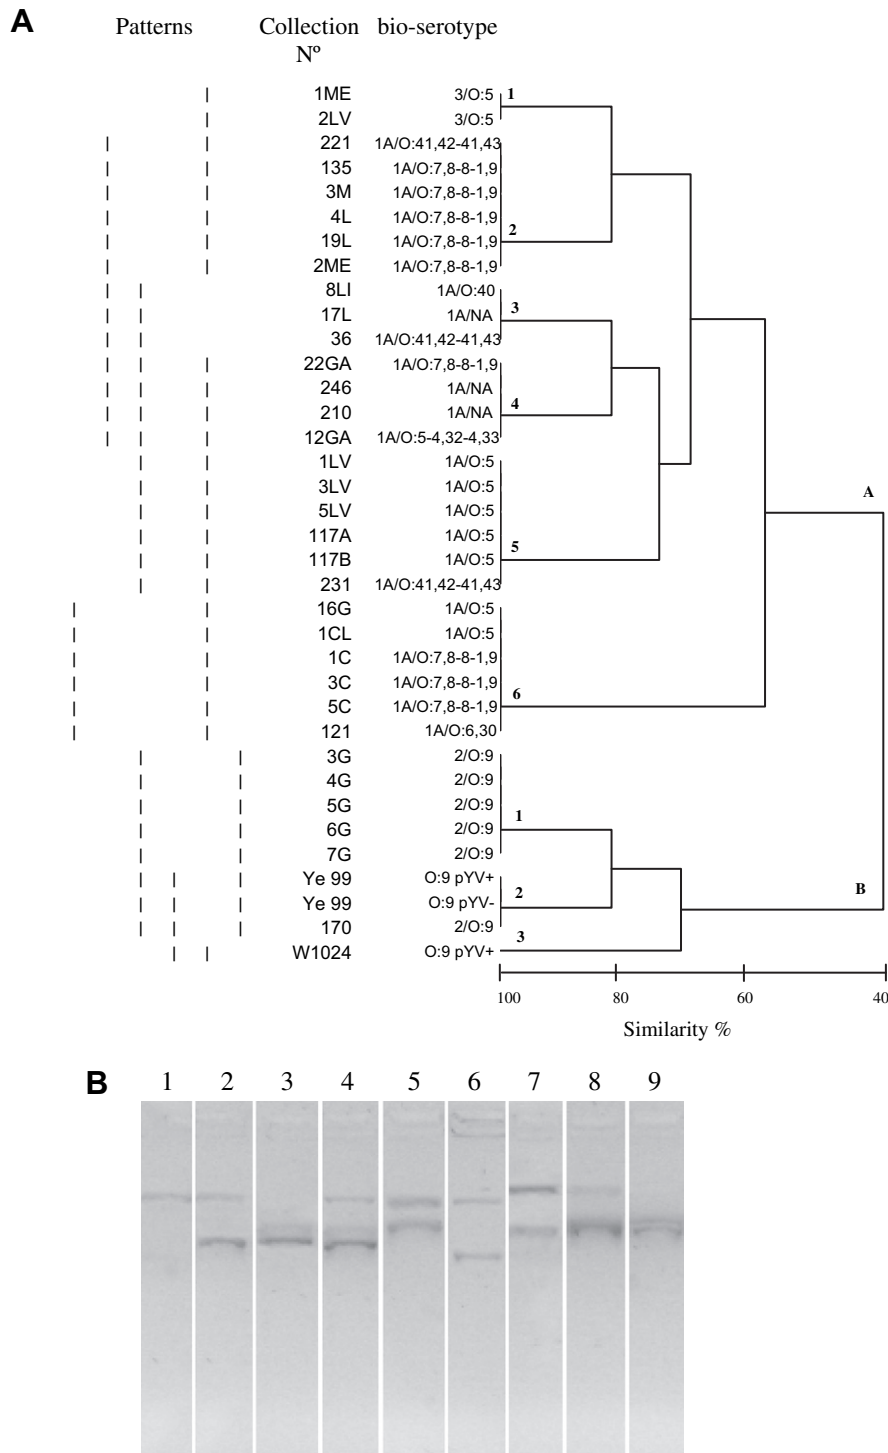 A Patterns Collection bio-serotype
Nº
1ME 3/O:5 1
2LV 3/O:5
221 1A/O:41,42-41,43
135 1A/O:7,8-8-1,9
3M 1A/O:7,8-8-1,9
4L 1A/O:7,8-8-1,9
19L 1A/O:7,8-8-1,9 2
2ME 1A/O:7,8-8-1,9
8LI 1A/O:40
17L 1A/NA 3
36 1A/O:41,42-41,43
22GA 1A/O:7,8-8-1,9
246 1A/NA
210 1A/NA 4
12GA 1A/O:5-4,32-4,33
1LV 1A/O:5
3LV 1A/O:5 A
5LV 1A/O:5
117A 1A/O:5
117B 1A/O:5 5
231 1A/O:41,42-41,43
16G 1A/O:5
1CL 1A/O:5
1C 1A/O:7,8-8-1,9
3C 1A/O:7,8-8-1,9
5C 1A/O:7,8-8-1,9 6
121 1A/O:6,30
3G 2/O:9
4G 2/O:9
5G 2/O:9
6G 2/O:9 1
7G 2/O:9
Ye 99 O:9 pYV+
Ye 99 O:9 pYV- 2 B
170 2/O:9
W1024 O:9 pYV+ 3
100 80 60 40
Similarity %
B 1 2 3 4 5 6 7 8 9